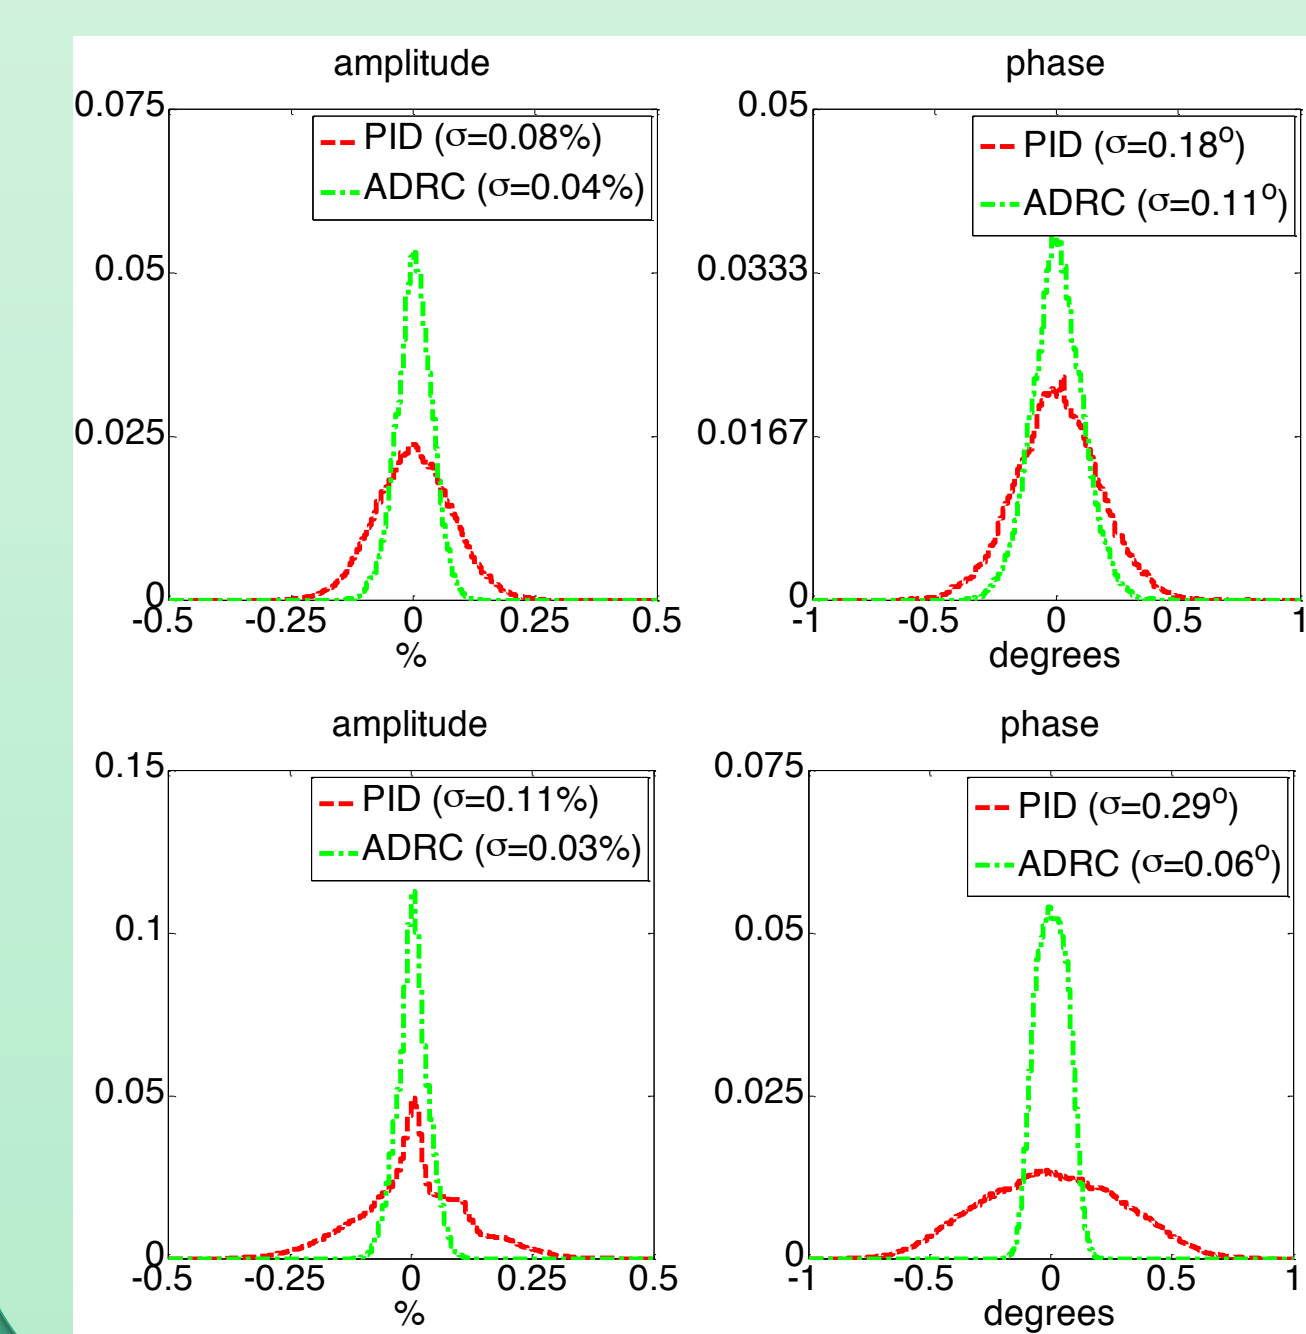 amplitude
0.075
0.05
0.025
0
PID (σ=0.08%)
ADRC (σ=0.04%)
-0.5 -0.25 0 0.25 0.5
%
phase
0.05
0.0333
0.0167
0
PID (σ=0.18º)
ADRC (σ=0.11º)
-1 -0.5 0 0.5 1
degrees
amplitude
0.15
0.1
0.05
0
PID (σ=0.11%)
ADRC (σ=0.03%)
-0.5 -0.25 0 0.25 0.5
%
phase
0.075
0.05
0.025
0
PID (σ=0.29º)
ADRC (σ=0.06º)
-1 -0.5 0 0.5 1
degrees